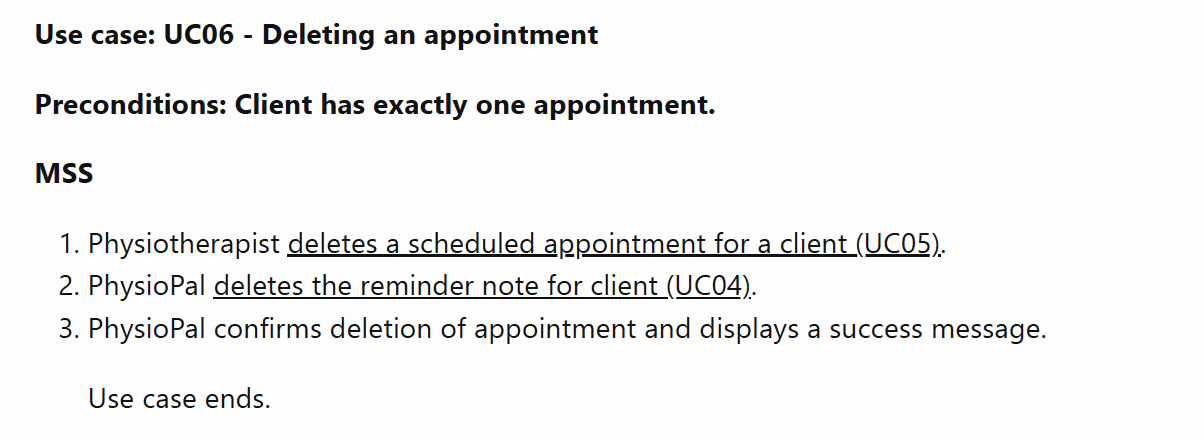 Use case: UC06 - Deleting an appointment
Preconditions: Client has exactly one appointment.
MSS
1. Physiotherapist deletes a scheduled appointment for a client (UC05).
2. PhysioPal deletes the reminder note for client (UC04).
3. PhysioPal confirms deletion of appointment and displays a success message.
Use case ends.